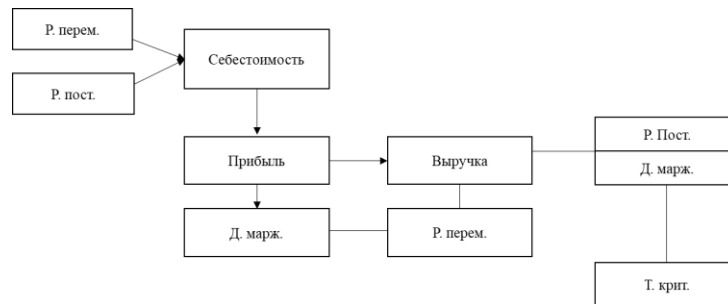 Р. перем.
Себестоимость
Р. пост.
Р. Пост.
Прибыль
Выручка
Д. марж.
Д. марж.
Р. перем.
Т. крит.